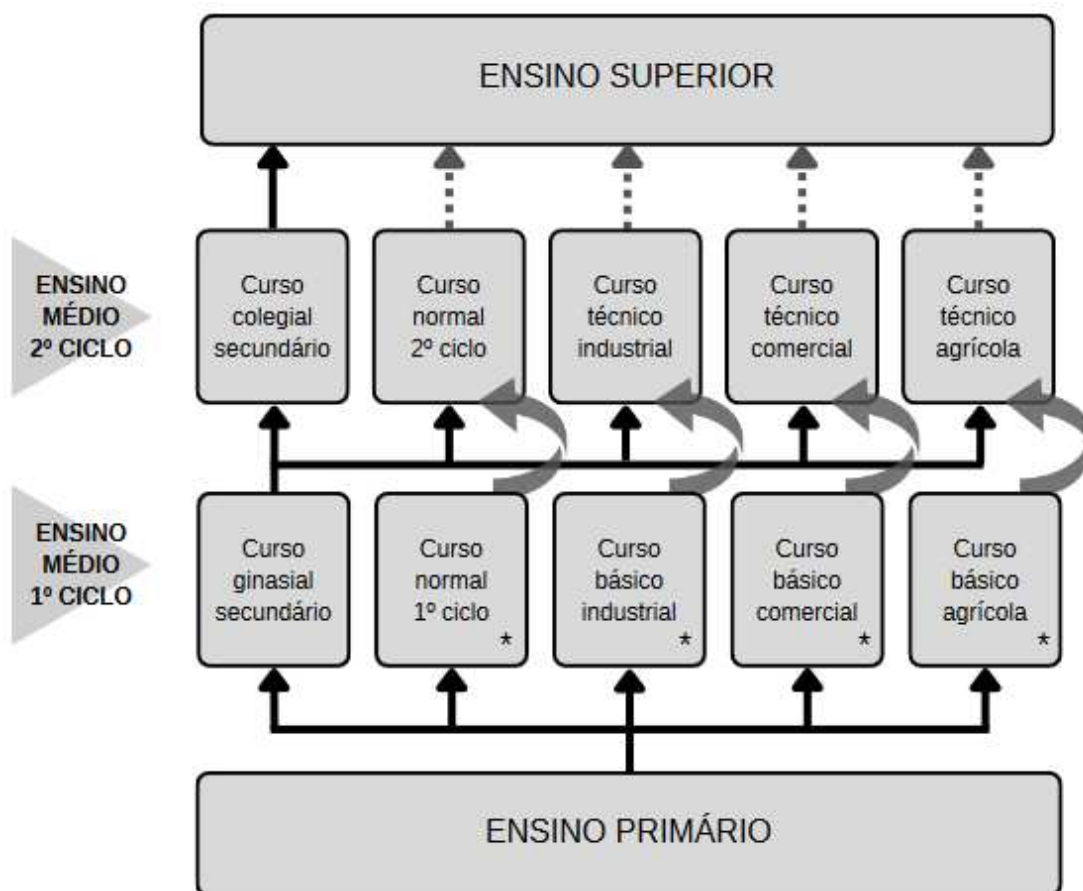 ENSINO SUPERIOR
ENSINO
MÉDIO
2º CICLO
Curso
colegial
secundário
Curso
normal
2º ciclo
Curso
técnico
industrial
Curso
técnico
comercial
Curso
técnico
agrícola
ENSINO
MÉDIO
1º CICLO
Curso
ginasial
secundário
Curso
normal
1º ciclo
*
Curso
básico
industrial
*
Curso
básico
comercial
*
Curso
básico
agrícola
*
ENSINO PRIMÁRIO